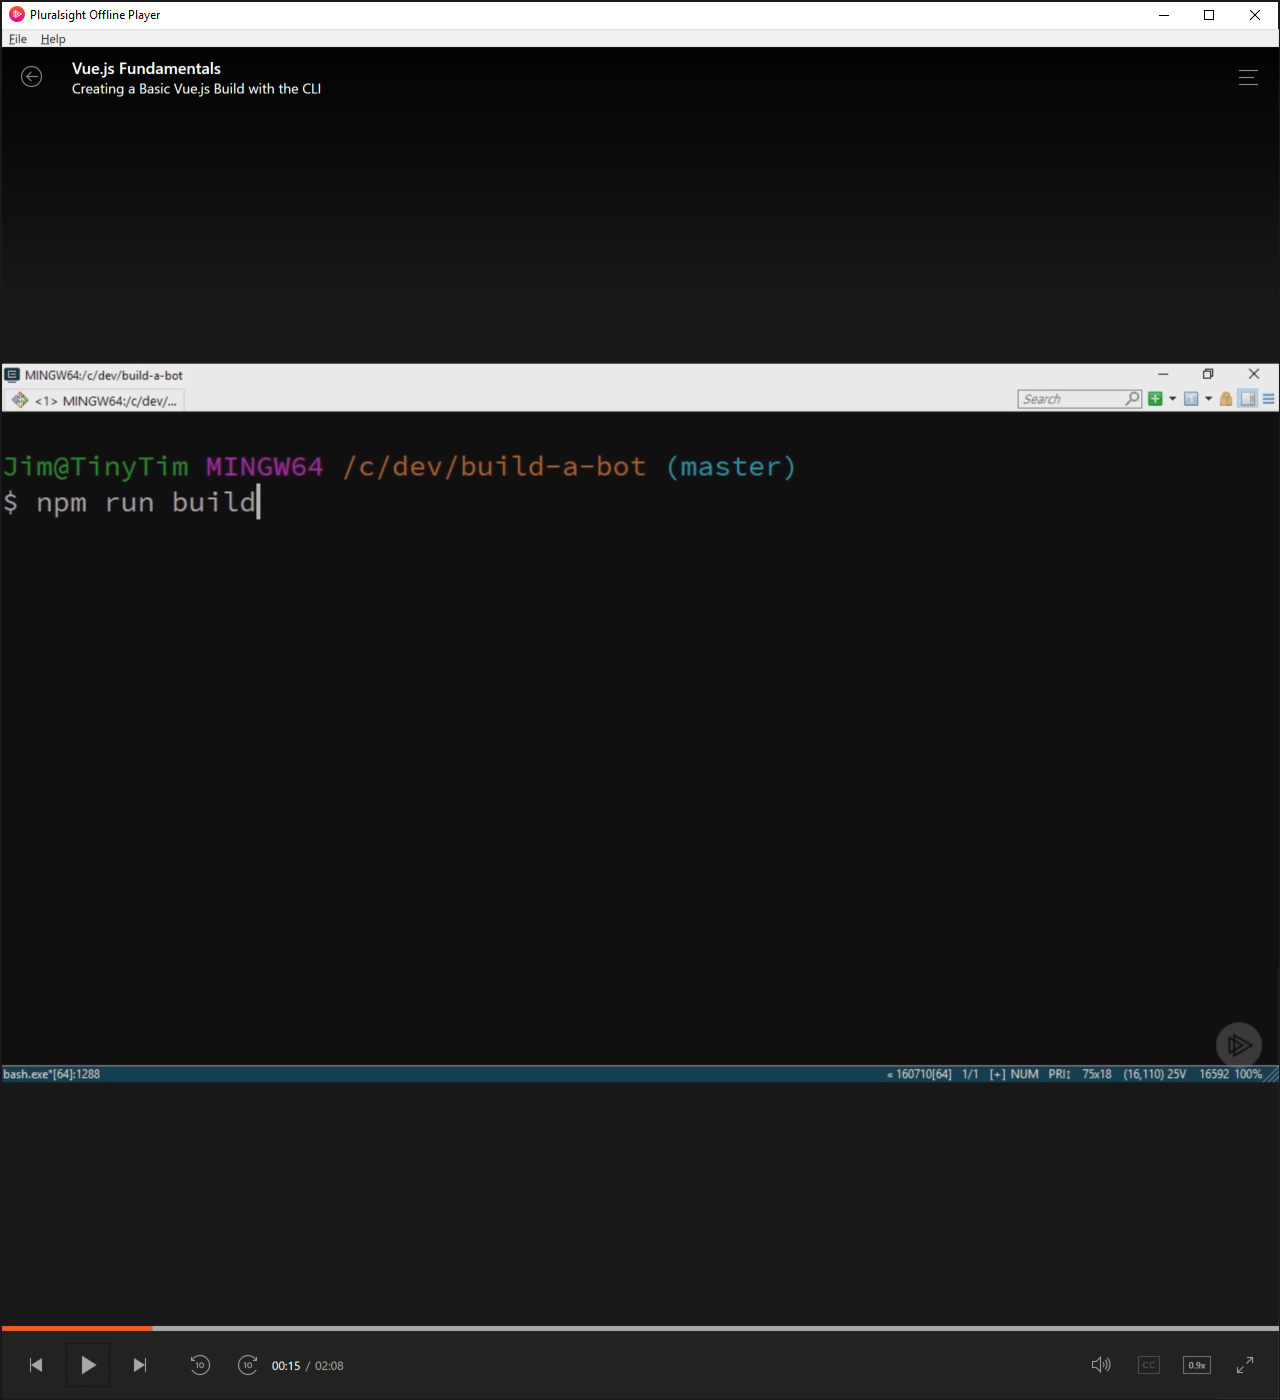 Pluralsight Offline Player
File Help
Vue.js Fundamentals
Creating a Basic Vue.js Build with the CLI
MINGW64:/c/dev/build-a-bot
<1> MINGW64:/c/dev/...
Search
Jim@TinyTim MINGW64 /c/dev/build-a-bot (master)
$ npm run build
bash.exe*[64]:1288 « 160710[64] 1/1 [+] NUM PRI↕ 75x18 (16,110) 25V 16592 100%
10 10 00:15 / 02:08 CC 0.9x